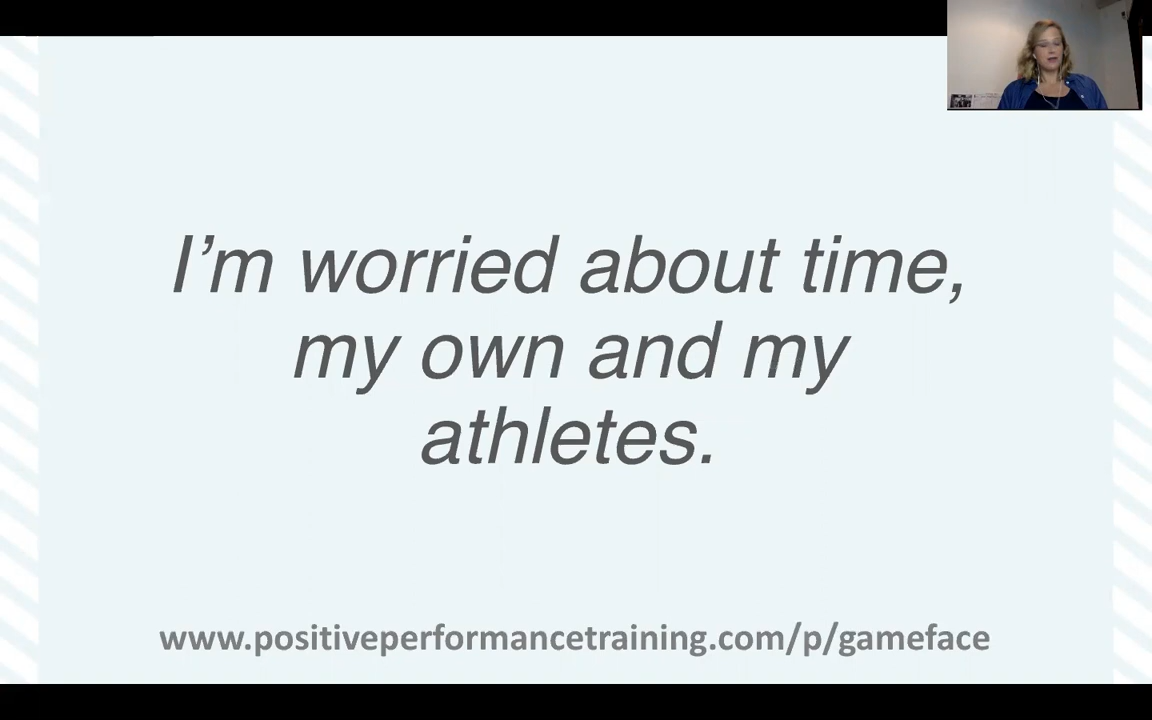 I’m worried about time,
my own and my
athletes.
www.positiveperformancetraining.com/p/gameface